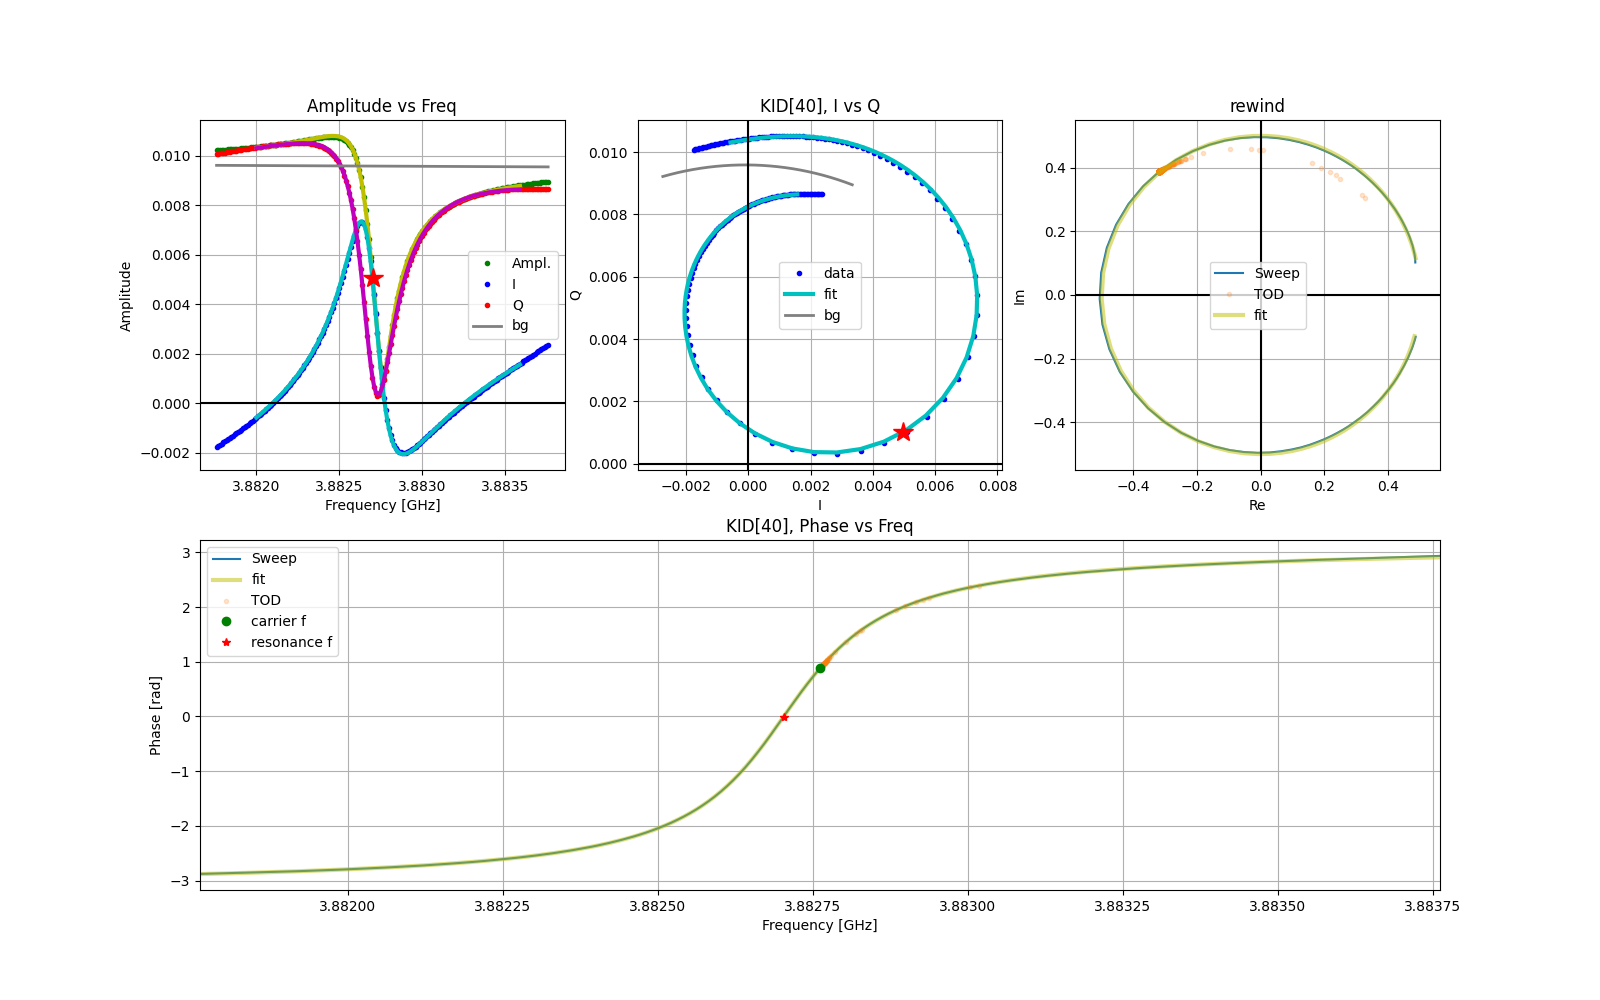 Amplitude vs Freq
0.010
0.008
0.006
0.004
0.002
0.000
−0.002
Amplitude
Ampl.
I
Q
bg
3.8820
3.8825
3.8830
3.8835
Frequency [GHz]
KID[40], I vs Q
0.010
0.008
0.006
0.004
0.002
0.000
Q
data
fit
bg
−0.002
0.000
0.002
0.004
0.006
0.008
I
rewind
0.4
0.2
0.0
−0.2
−0.4
Im
Sweep
TOD
fit
−0.4
−0.2
0.0
0.2
0.4
Re
KID[40], Phase vs Freq
3
2
1
0
−1
−2
−3
Phase [rad]
Sweep
fit
TOD
carrier f
resonance f
3.88200
3.88225
3.88250
3.88275
3.88300
3.88325
3.88350
3.88375
Frequency [GHz]